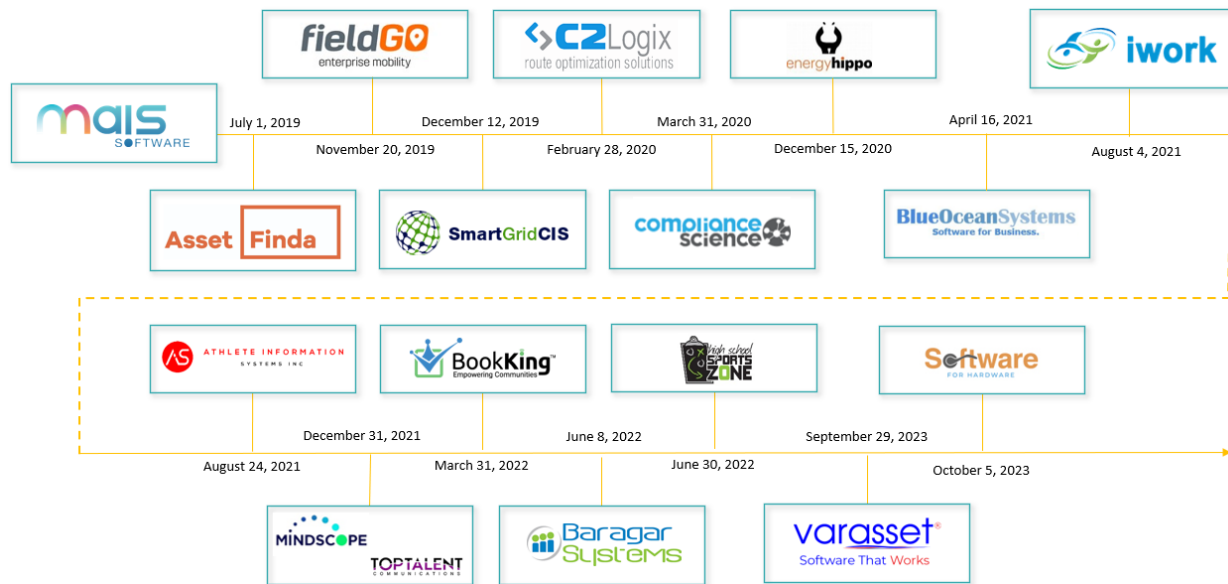 fieldGO
enterprise mobility
C2Logix
route optimization solutions
energyhippo
iwork
mais
SOFTWARE
July 1, 2019
December 12, 2019
March 31, 2020
April 16, 2021
November 20, 2019
February 28, 2020
December 15, 2020
August 4, 2021
Asset Finda
SmartGridCIS
compliance
science
BlueOceanSystems
Software for Business.
AS
ATHLETE INFORMATION
SYSTEMS INC
BookKing™
Empowering Communities
high school
SPORTS
ZONE
Software
FOR HARDWARE
December 31, 2021
June 8, 2022
September 29, 2023
August 24, 2021
March 31, 2022
June 30, 2022
October 5, 2023
MINDSCOPE
TOPTALENT
COMMUNICATIONS
Baragar
Systems
varasset®
Software That Works